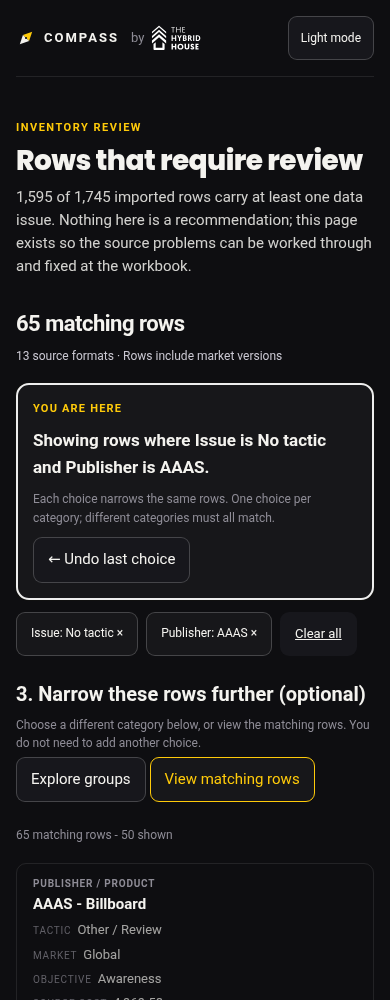 COMPASS by THE HYBRID HOUSE
Light mode
INVENTORY REVIEW
Rows that require review
1,595 of 1,745 imported rows carry at least one data
issue. Nothing here is a recommendation; this page
exists so the source problems can be worked through
and fixed at the workbook.
65 matching rows
13 source formats · Rows include market versions
YOU ARE HERE
Showing rows where Issue is No tactic
and Publisher is AAAS.
Each choice narrows the same rows. One choice per
category; different categories must all match.
← Undo last choice
Issue: No tactic × Publisher: AAAS × Clear all
3. Narrow these rows further (optional)
Choose a different category below, or view the matching rows. You
do not need to add another choice.
Explore groups View matching rows
65 matching rows - 50 shown
PUBLISHER / PRODUCT
AAAS - Billboard
TACTIC Other / Review
MARKET Global
OBJECTIVE Awareness